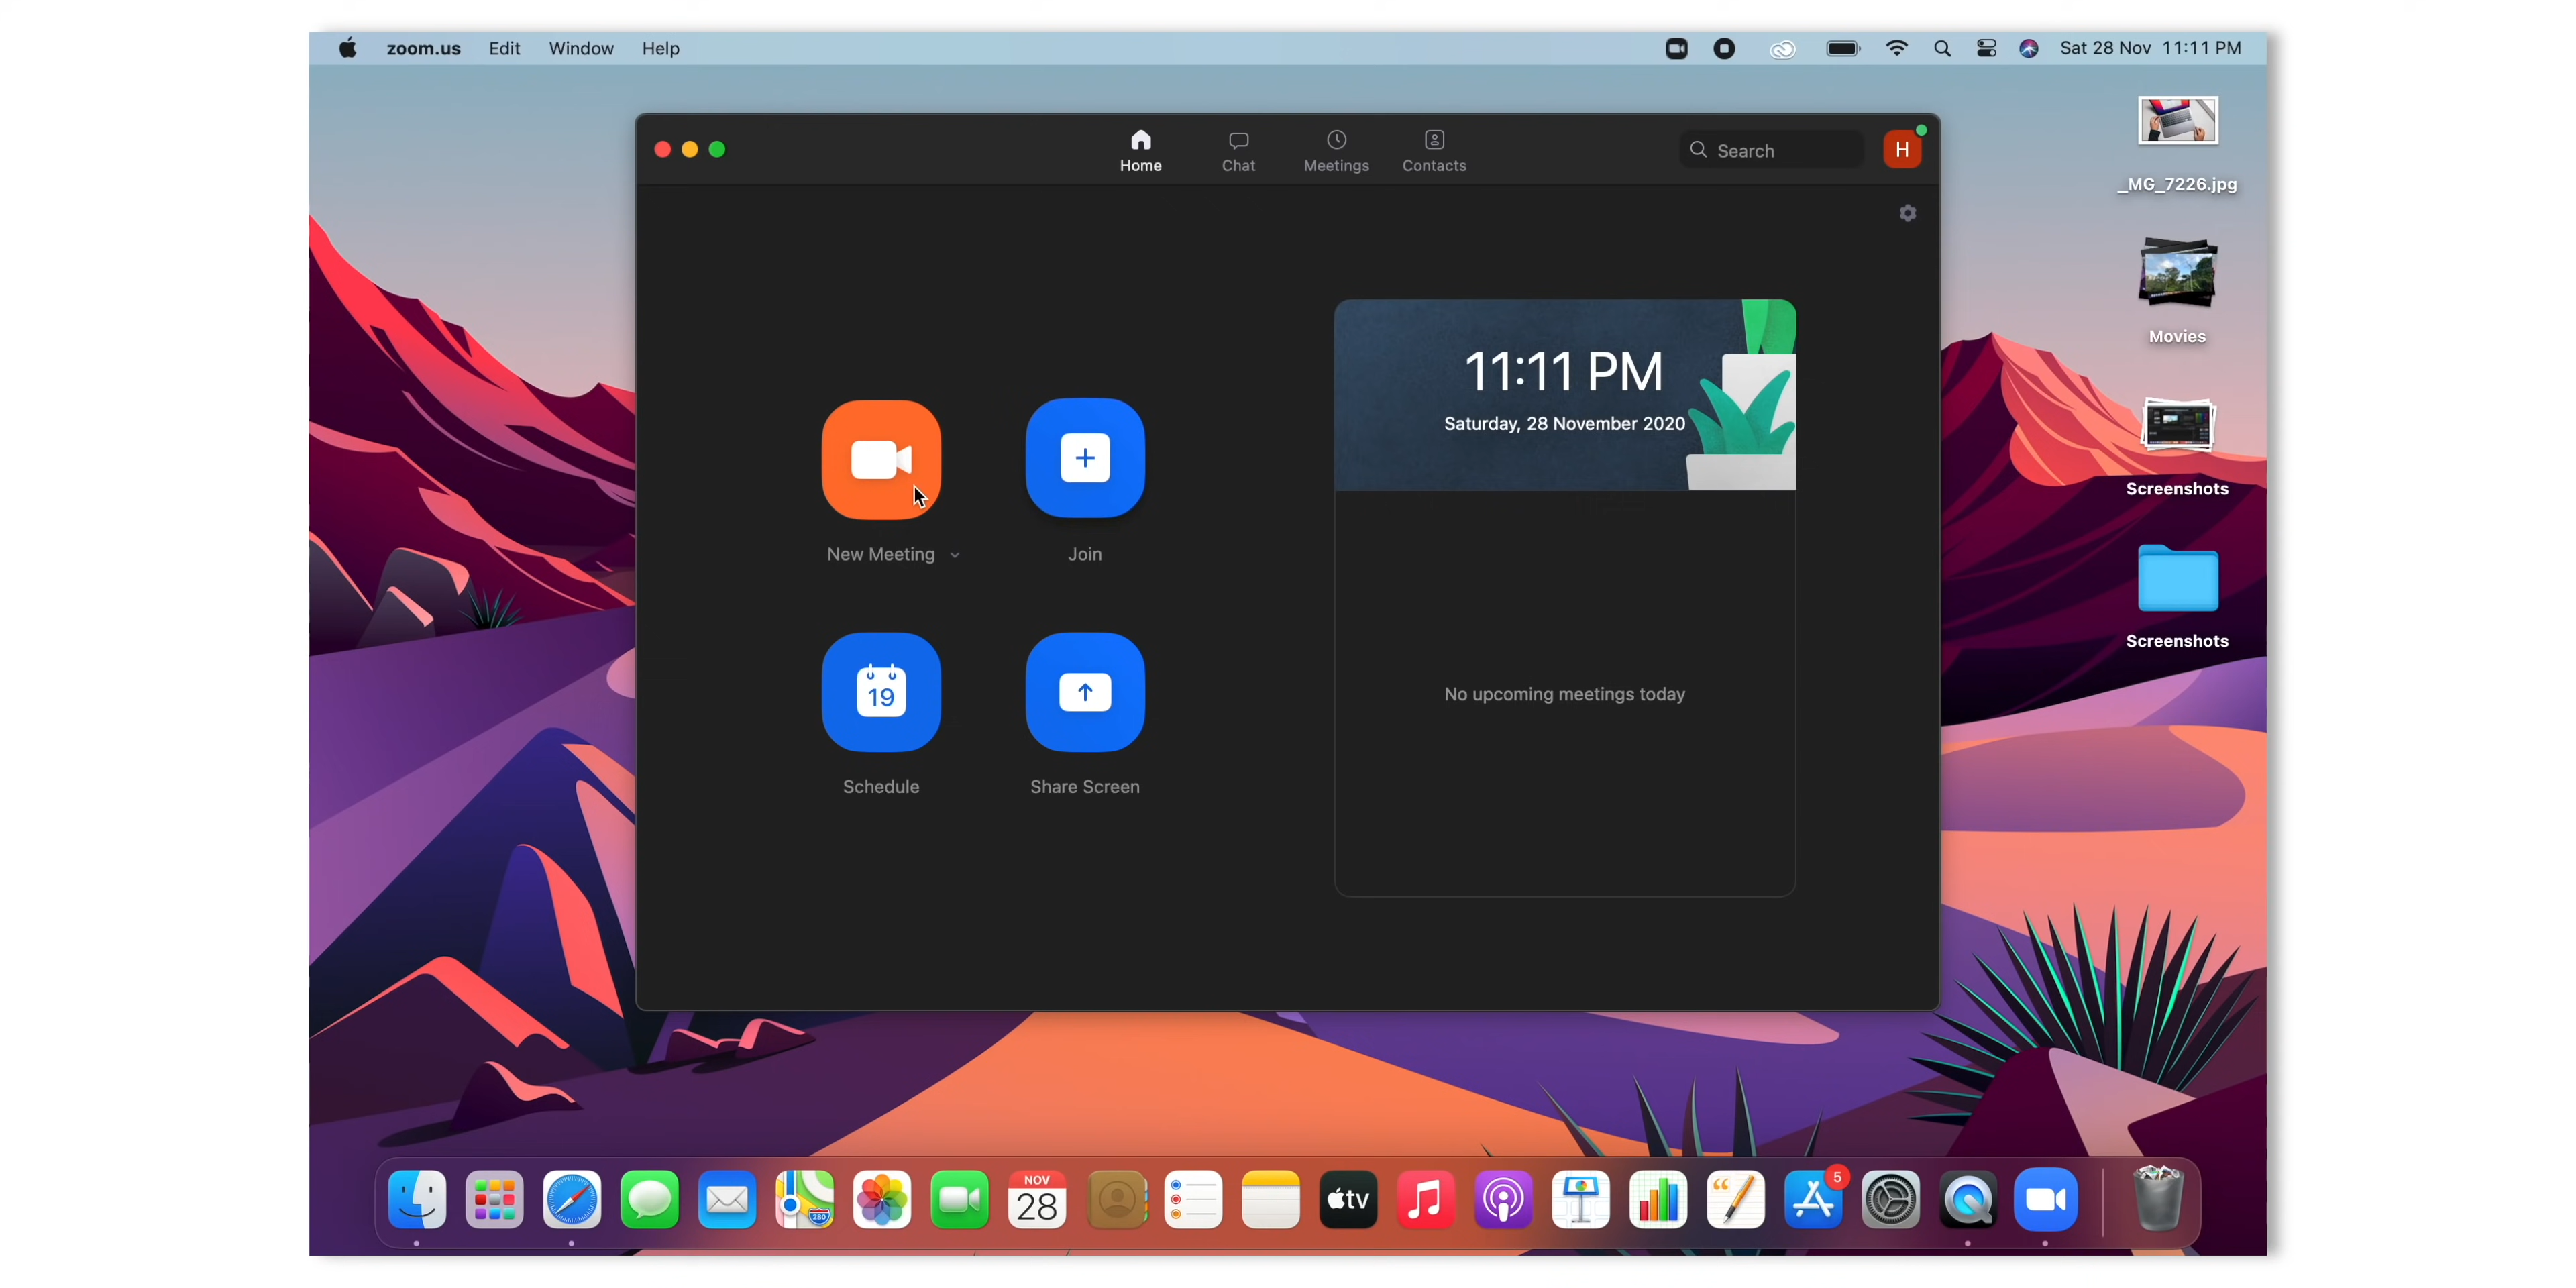 zoom.us Edit Window Help Sat 28 Nov 11:11 PM
Home Chat Meetings Contacts
Search
H
_MG_7226.jpg
Movies
Screenshots
Screenshots
11:11 PM
Saturday, 28 November 2020
New Meeting
Join
19
Schedule
Share Screen
No upcoming meetings today
280
NOV
28
tv
5